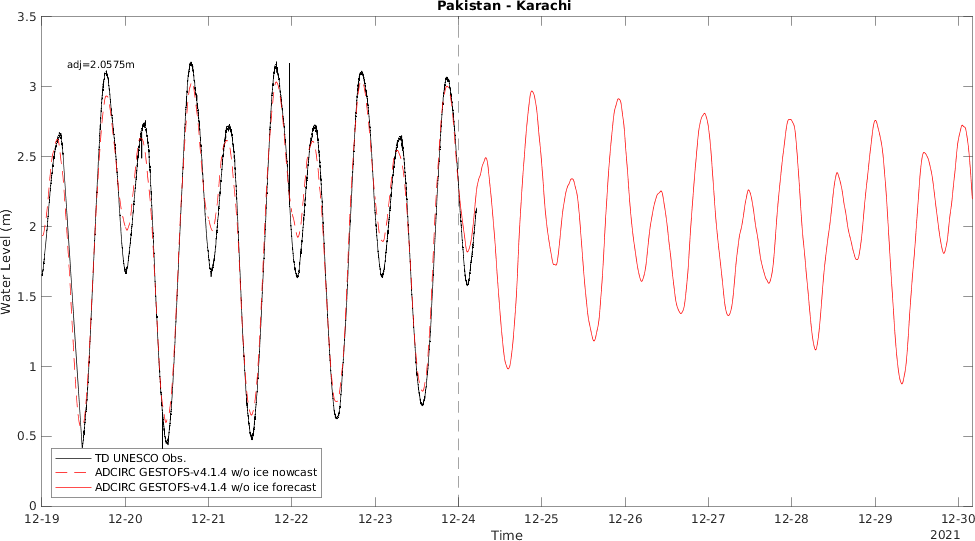 Pakistan - Karachi
3.5
adj=2.0575m
3
2.5
2
1.5
1
0.5
0
Water Level (m)
TD UNESCO Obs.
ADCIRC GESTOFS-v4.1.4 w/o ice nowcast
ADCIRC GESTOFS-v4.1.4 w/o ice forecast
12-19 12-20 12-21 12-22 12-23 12-24 12-25 12-26 12-27 12-28 12-29 12-30
Time
2021